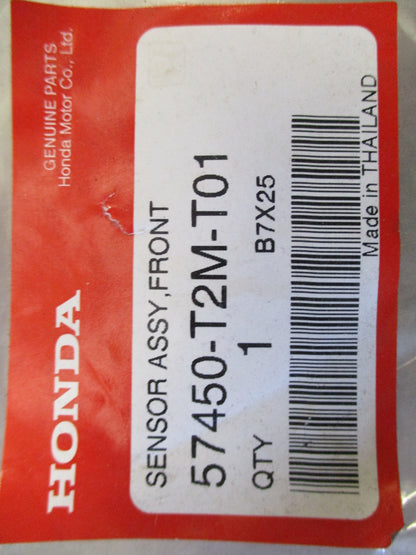 GENUINE PARTS
Honda Motor Co., Ltd.
HONDA
SENSOR ASSY,FRONT
57450-T2M-T01
QTY 1 B7X25
Made in THAILAND